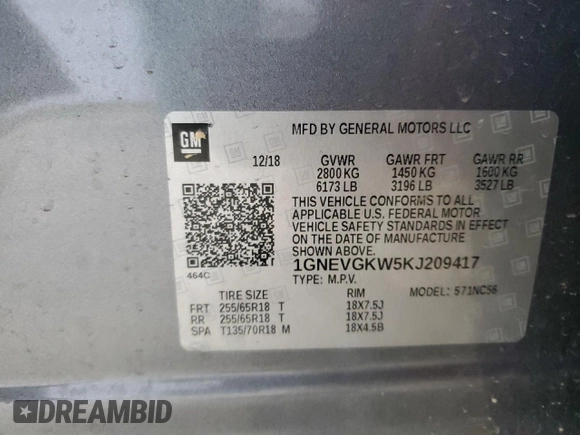 GM
MFD BY GENERAL MOTORS LLC
12/18 GVWR GAWR FRT GAWR RR
2800 KG 1450 KG 1600 KG
6173 LB 3196 LB 3527 LB
THIS VEHICLE CONFORMS TO ALL
APPLICABLE U.S. FEDERAL MOTOR
VEHICLE SAFETY STANDARDS IN
EFFECT ON THE DATE OF MANUFACTURE
SHOWN ABOVE.
1GNEVGKW5KJ209417
464C
TYPE: M.P.V. MODEL: 571NC56
TIRE SIZE RIM
FRT 255/65R18 T 18X7.5J
RR 255/65R18 T 18X7.5J
SPA T135/70R18 M 18X4.5B
DREAMBID